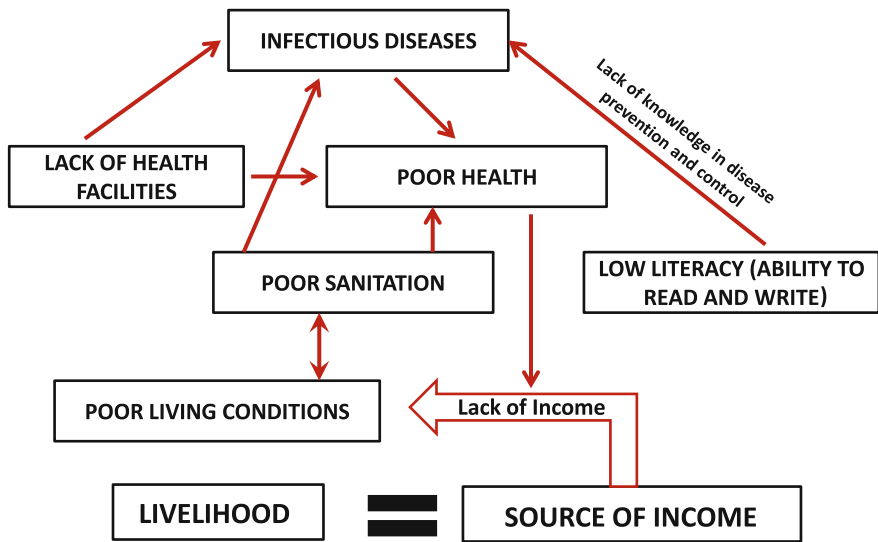 INFECTIOUS DISEASES
Lack of knowledge in disease
prevention and control
LACK OF HEALTH
FACILITIES
POOR HEALTH
POOR SANITATION
LOW LITERACY (ABILITY TO
READ AND WRITE)
POOR LIVING CONDITIONS
Lack of Income
LIVELIHOOD
=
SOURCE OF INCOME